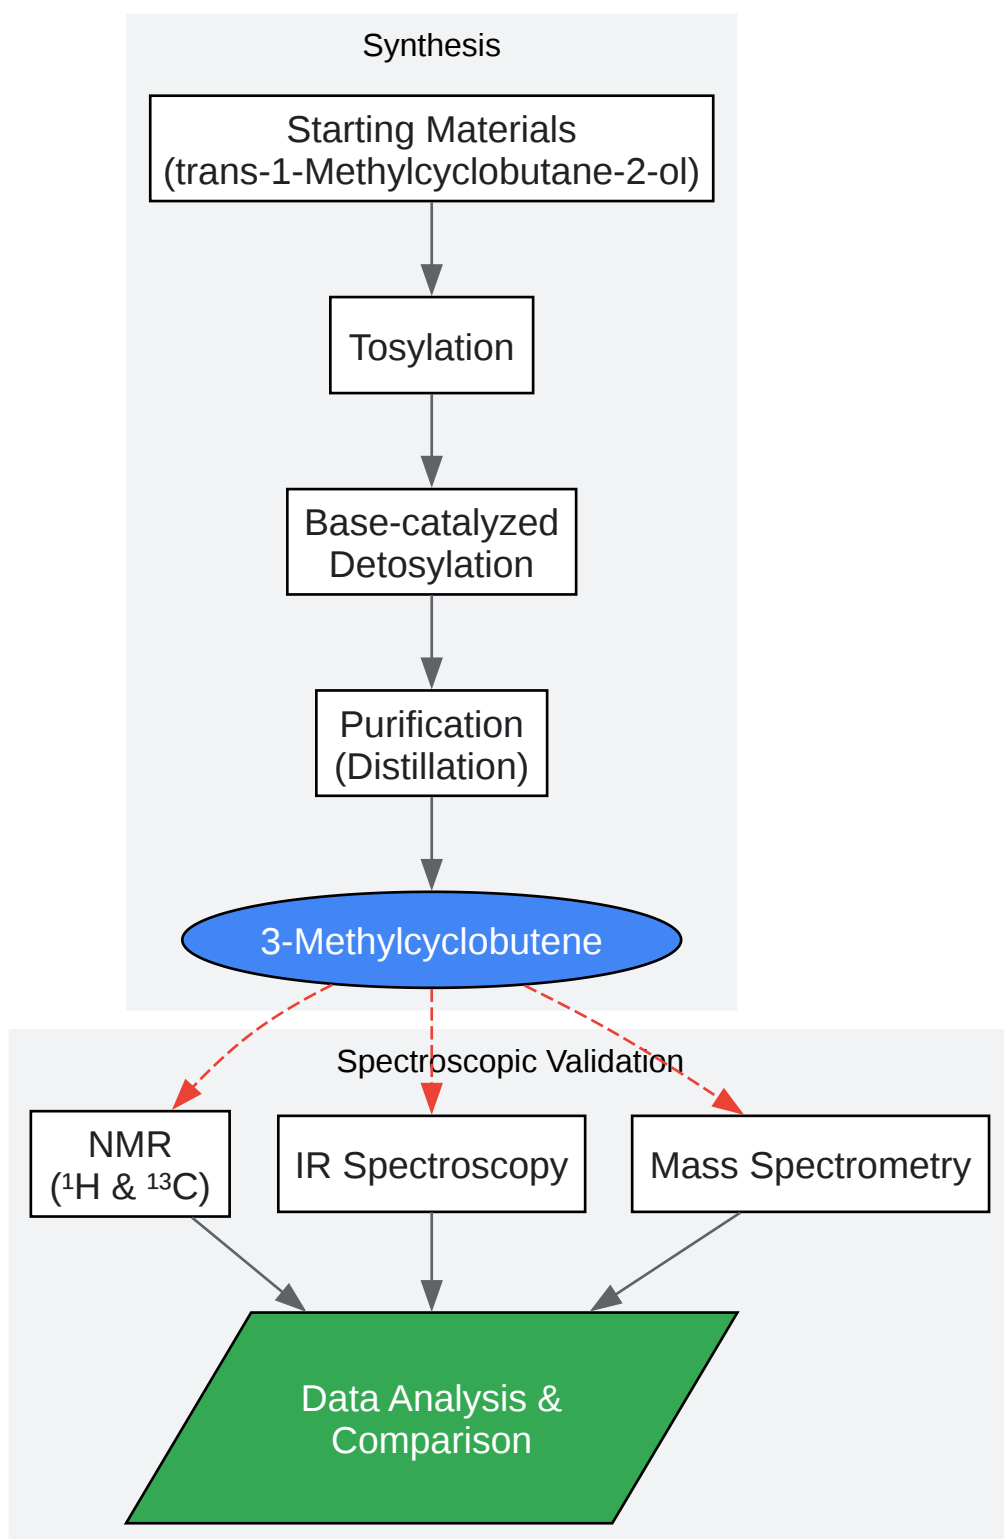 Synthesis
Starting Materials
(trans-1-Methylcyclobutane-2-ol)
Tosylation
Base-catalyzed
Detosylation
Purification
(Distillation)
3-Methylcyclobutene
Spectroscopic Validation
NMR
(¹H & ¹³C)
IR Spectroscopy
Mass Spectrometry
Data Analysis &
Comparison